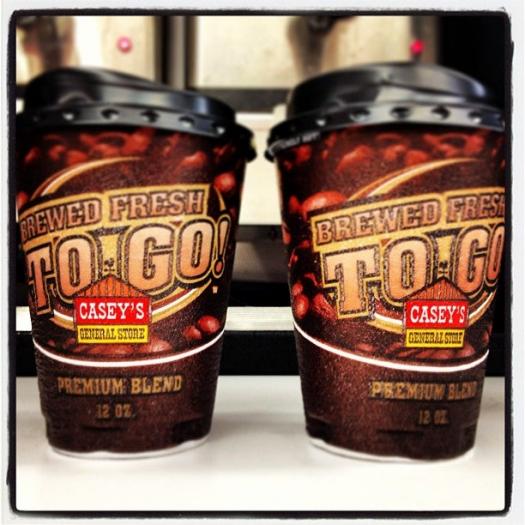 BREWED FRESH
TO GO!
CASEY'S
GENERAL STORE
PREMIUM BLEND
12 OZ.
BREWED FRESH
TO GO
CASEY'S
GENERAL STORE
PREMIUM BLEND
12 OZ.